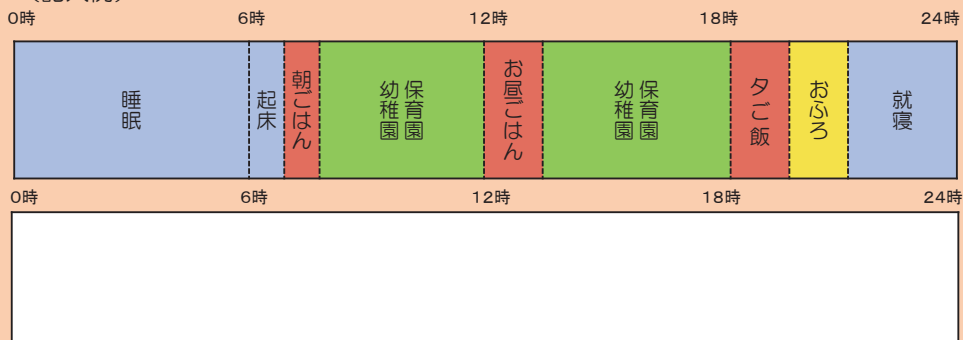 0時 6時 12時 18時 24時
睡眠
起床
朝ごはん
保育園
幼稚園
お昼ごはん
保育園
幼稚園
夕ご飯
おふろ
就寝
0時 6時 12時 18時 24時